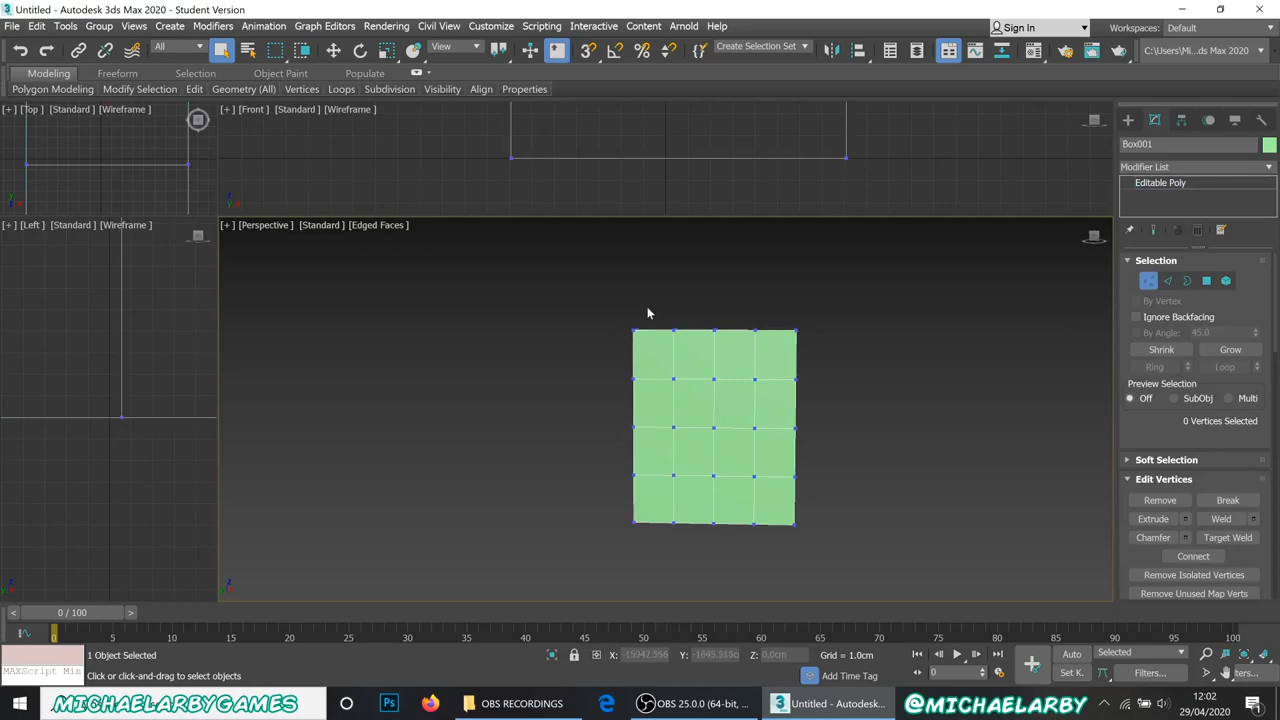 Untitled - Autodesk 3ds Max 2020 - Student Version
File Edit Tools Group Views Create Modifiers Animation Graph Editors Rendering Civil View Customize Scripting Interactive Content Arnold Help
Sign In Workspaces: Default
All View Create Selection Set C:\Users\Mi...ds Max 2020
Modeling Freeform Selection Object Paint Populate
Polygon Modeling Modify Selection Edit Geometry (All) Vertices Loops Subdivision Visibility Align Properties
[+] [Top] [Standard] [Wireframe] [+] [Front] [Standard] [Wireframe]
Box001
Modifier List
Editable Poly
[+] [Left] [Standard] [Wireframe] [+] [Perspective] [Standard] [Edged Faces]
Selection
By Vertex
Ignore Backfacing
By Angle: 45.0
Shrink Grow
Ring Loop
Preview Selection
Off SubObj Multi
0 Vertices Selected
Soft Selection
Edit Vertices
Remove Break
Extrude Weld
Chamfer Target Weld
Connect
Remove Isolated Vertices
Remove Unused Map Verts
< 0 / 100 >
0 5 10 15 20 25 30 35 40 45 50 55 60 65 70 75 80 85 90 95 100
1 Object Selected X: Y: Z: 0.0cm Grid = 1.0cm Auto Selected
MAXScript Min Click or click-and-drag to select objects Add Time Tag 0 Set K. Filters... ters...
MICHAELARBYGAMES OBS RECORDINGS OBS 25.0.0 (64-bit, ... Untitled - Autodesk... @MICHAELARBY 12:02
29/04/2020